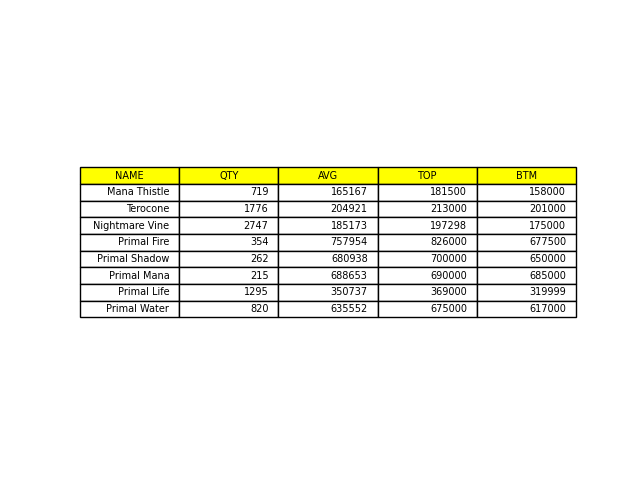 NAME QTY AVG TOP BTM
Mana Thistle 719 165167 181500 158000
Terocone 1776 204921 213000 201000
Nightmare Vine 2747 185173 197298 175000
Primal Fire 354 757954 826000 677500
Primal Shadow 262 680938 700000 650000
Primal Mana 215 688653 690000 685000
Primal Life 1295 350737 369000 319999
Primal Water 820 635552 675000 617000